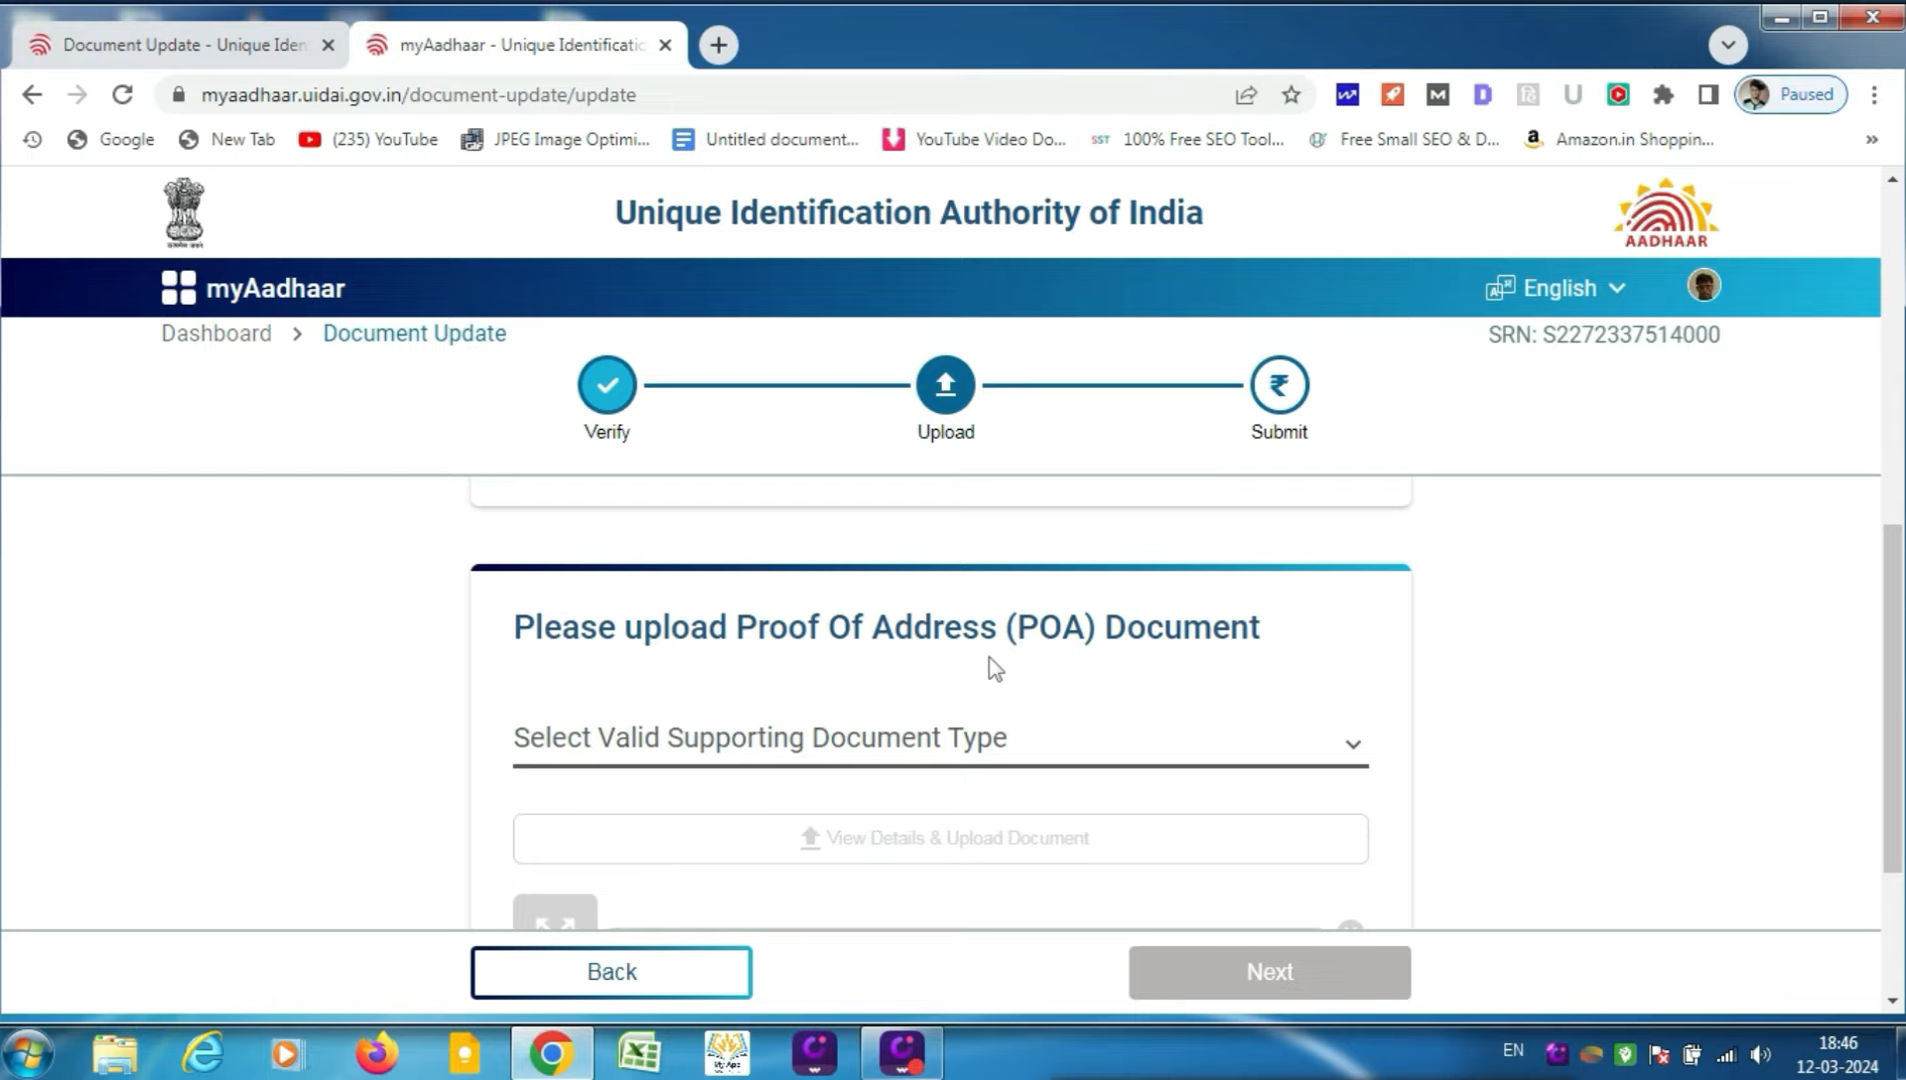 Document Update - Unique Iden
myAadhaar - Unique Identificatio
myaadhaar.uidai.gov.in/document-update/update
Paused
Google
New Tab
(235) YouTube
JPEG Image Optimi...
Untitled document...
YouTube Video Do...
SST 100% Free SEO Tool...
Free Small SEO & D...
Amazon.in Shoppin...
Unique Identification Authority of India
AADHAAR
myAadhaar
English
Dashboard > Document Update
SRN: S2272337514000
Verify
Upload
₹
Submit
Please upload Proof Of Address (POA) Document
Select Valid Supporting Document Type
View Details & Upload Document
Back
Next
My App
EN
18:46
12-03-2024